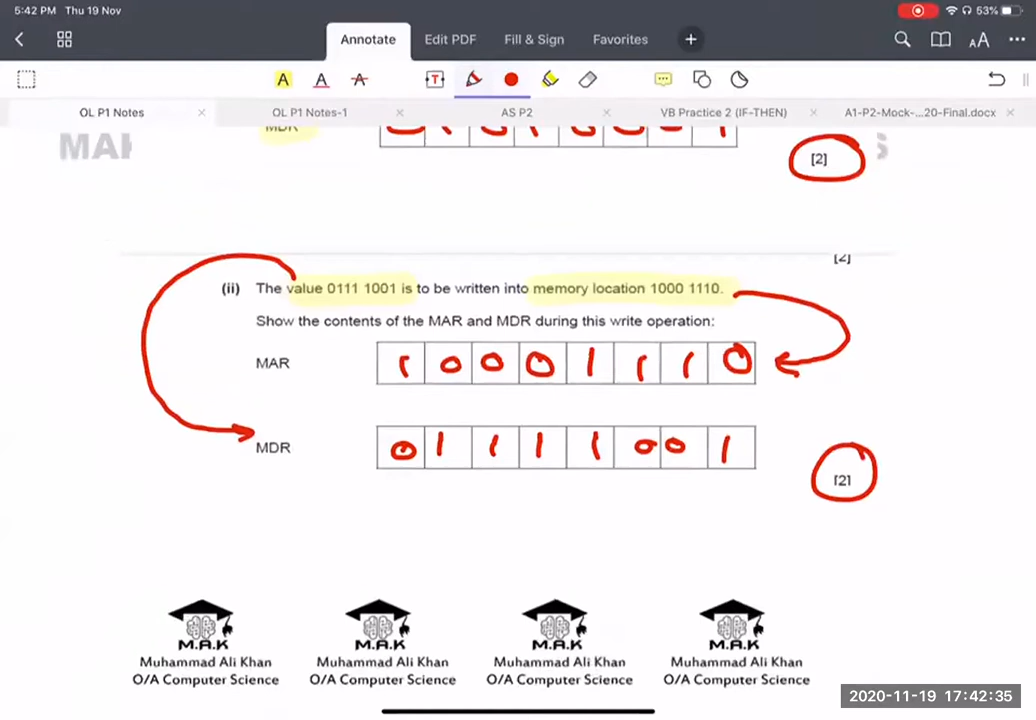 5:42 PM Thu 19 Nov
53%
Annotate Edit PDF Fill & Sign Favorites
A A A T AA
OL P1 Notes OL P1 Notes-1 AS P2 VB Practice 2 (IF-THEN) A1-P2-Mock-...20-Final.docx
MDR
[2]
[2]
(ii) The value 0111 1001 is to be written into memory location 1000 1110.
Show the contents of the MAR and MDR during this write operation:
MAR 1 0 0 0 1 1 1 0
MDR 0 1 1 1 1 0 0 1
[2]
M.A.K M.A.K M.A.K M.A.K
Muhammad Ali Khan Muhammad Ali Khan Muhammad Ali Khan Muhammad Ali Khan
O/A Computer Science O/A Computer Science O/A Computer Science O/A Computer Science
2020-11-19 17:42:35